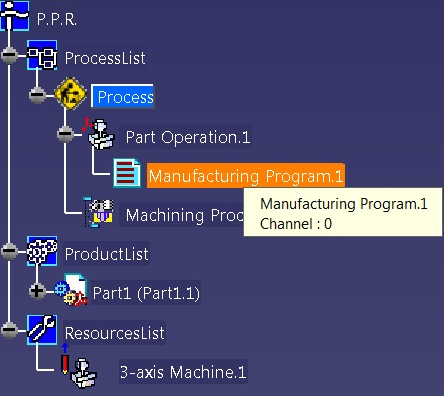 P.P.R.
ProcessList
Process
Part Operation.1
Manufacturing Program.1
Manufacturing Program.1
Channel : 0
Machining Proc
ProductList
Part1 (Part1.1)
ResourcesList
3-axis Machine.1